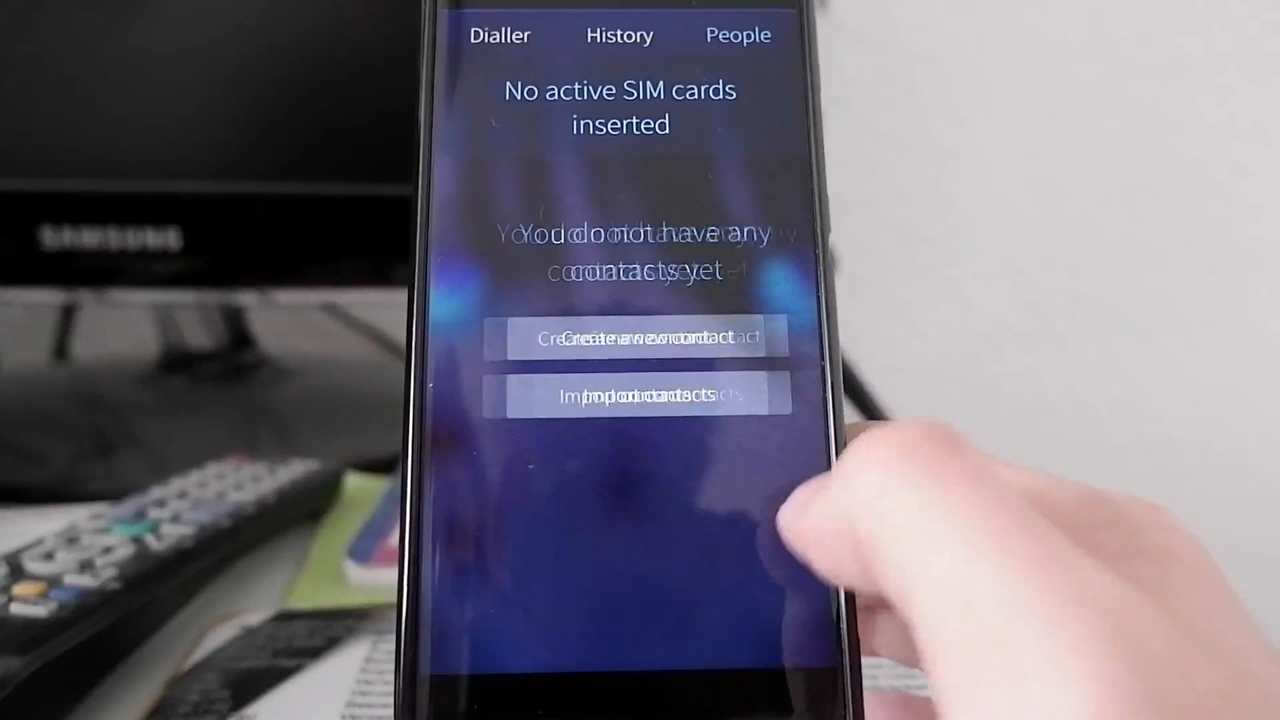 Dialler History People
No active SIM cards
inserted
You do not have any
contacts yet
Create a new contact
Import contacts
SAMSUNG